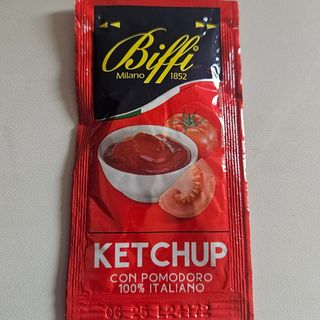 Biffi
Milano 1852
KETCHUP
CON POMODORO
100% ITALIANO